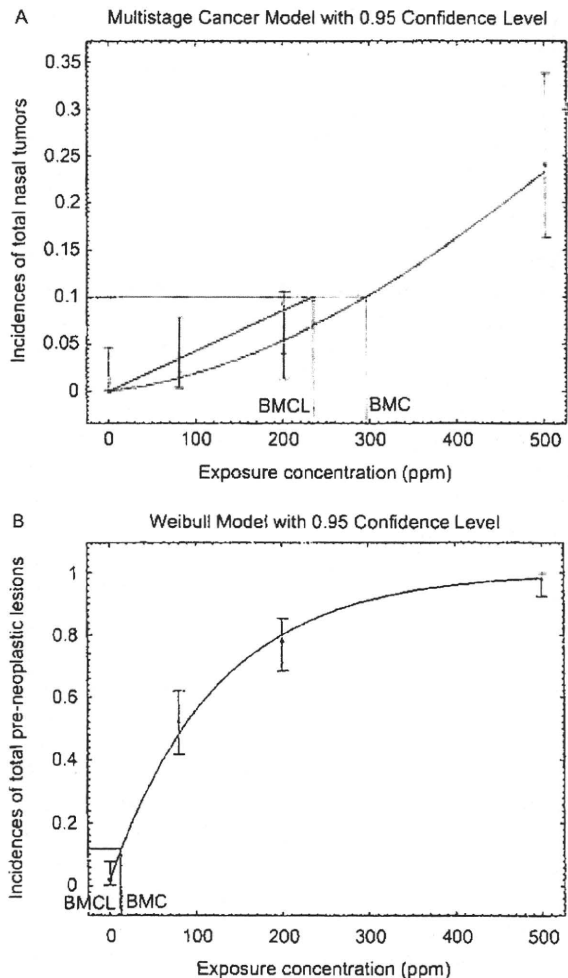 A
Multistage Cancer Model with 0.95 Confidence Level
Incidences of total nasal tumors
0.35
0.3
0.25
0.2
0.15
0.1
0.05
0
BMCL
BMC
0 100 200 300 400 500
Exposure concentration (ppm)
B
Weibull Model with 0.95 Confidence Level
Incidences of total pre-neoplastic lesions
1
0.8
0.6
0.4
0.2
0
BMCL
BMC
0 100 200 300 400 500
Exposure concentration (ppm)